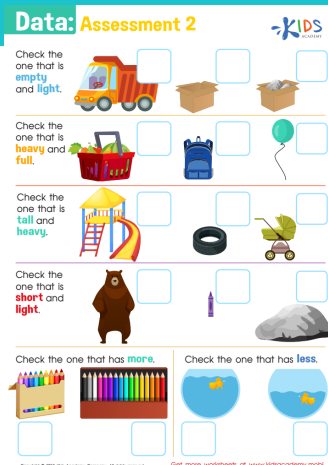 Data: Assessment 2
KIDS
ACADEMY
Check the
one that is
empty
and light.
Check the
one that is
heavy and
full.
Check the
one that is
tall and
heavy.
Check the
one that is
short and
light.
Check the one that has more.
Check the one that has less.
Get more worksheets at www.kidsacademy.mobi